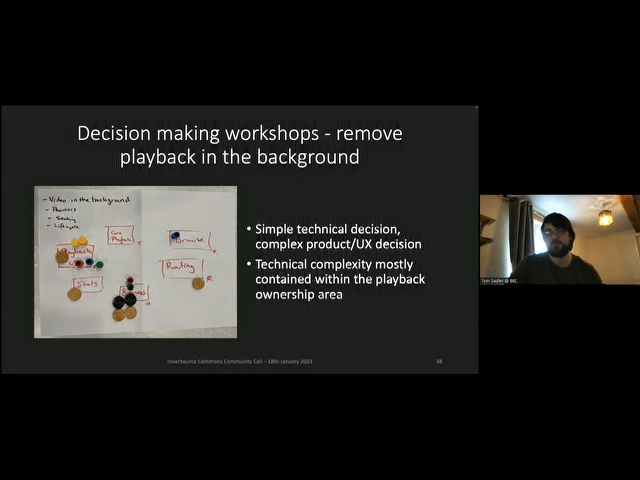 Decision making workshops - remove
playback in the background
- Video in the background
- Seeking
- Lifecycle
Core
Playback
Browse
Playback
Routing
Stats
• Simple technical decision,
complex product/UX decision
• Technical complexity mostly
contained within the playback
ownership area
InnerSource Commons Community Call – 18th January 2023
38
Tom Sadler @ BBC